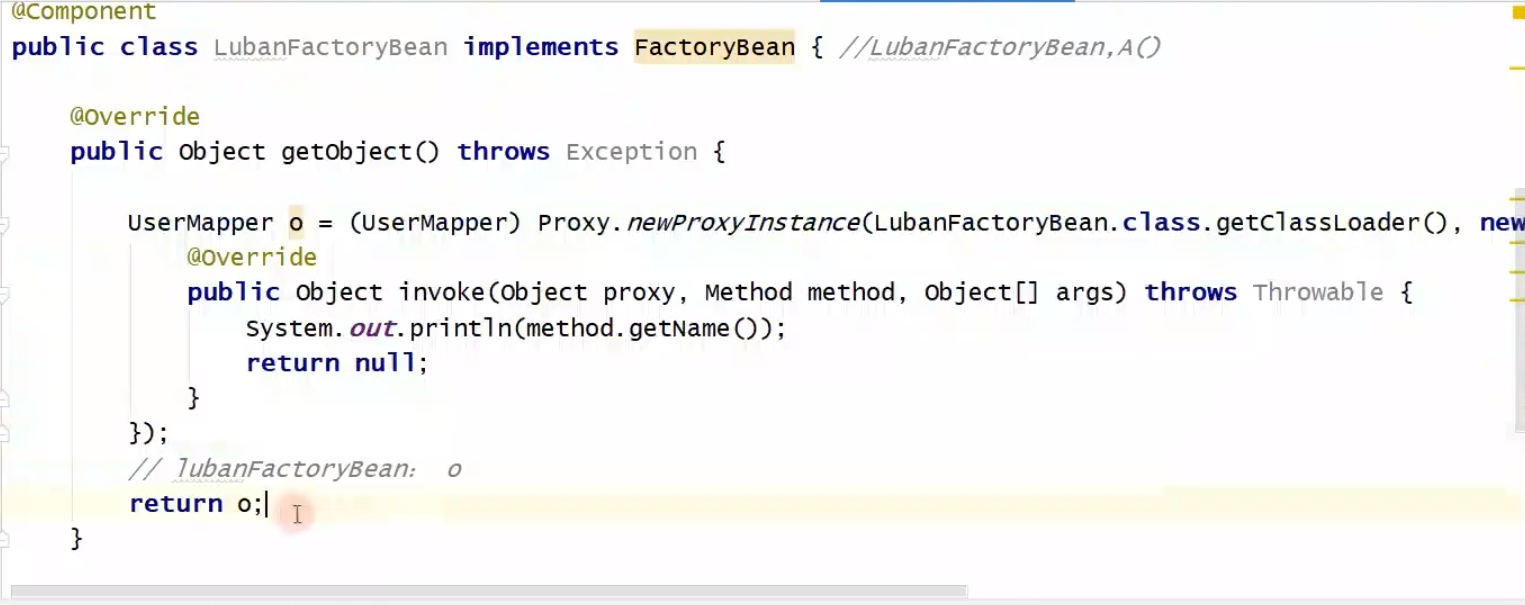 @Component
public class LubanFactoryBean implements FactoryBean { //LubanFactoryBean,A()
@Override
public Object getObject() throws Exception {
UserMapper o = (UserMapper) Proxy.newProxyInstance(LubanFactoryBean.class.getClassLoader(), new
@Override
public Object invoke(Object proxy, Method method, Object[] args) throws Throwable {
System.out.println(method.getName());
return null;
}
});
// lubanFactoryBean： o
return o;
}